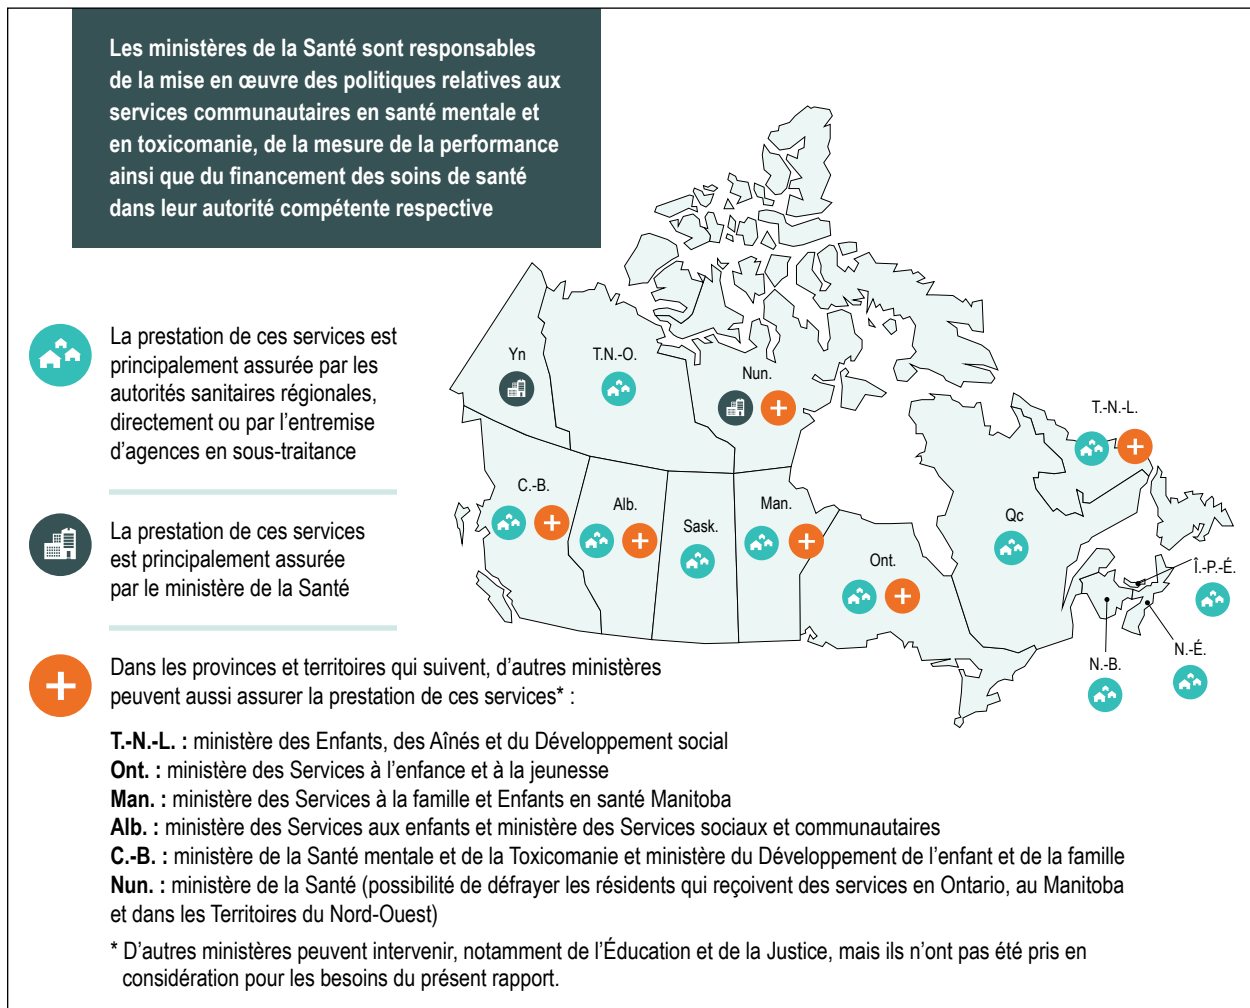 Les ministères de la Santé sont responsables
de la mise en œuvre des politiques relatives aux
services communautaires en santé mentale et
en toxicomanie, de la mesure de la performance
ainsi que du financement des soins de santé
dans leur autorité compétente respective
La prestation de ces services est
principalement assurée par les
autorités sanitaires régionales,
directement ou par l'entremise
d'agences en sous-traitance
La prestation de ces services
est principalement assurée
par le ministère de la Santé
Yn
T.N.-O.
Nun.
T.-N.-L.
C.-B.
Alb.
Sask.
Man.
Ont.
Qc
Î.-P.-É.
N.-É.
N.-B.
Dans les provinces et territoires qui suivent, d'autres ministères
peuvent aussi assurer la prestation de ces services* :
T.-N.-L. : ministère des Enfants, des Aînés et du Développement social
Ont. : ministère des Services à l'enfance et à la jeunesse
Man. : ministère des Services à la famille et Enfants en santé Manitoba
Alb. : ministère des Services aux enfants et ministère des Services sociaux et communautaires
C.-B. : ministère de la Santé mentale et de la Toxicomanie et ministère du Développement de l'enfant et de la famille
Nun. : ministère de la Santé (possibilité de défrayer les résidents qui reçoivent des services en Ontario, au Manitoba
et dans les Territoires du Nord-Ouest)
* D'autres ministères peuvent intervenir, notamment de l'Éducation et de la Justice, mais ils n'ont pas été pris en
considération pour les besoins du présent rapport.